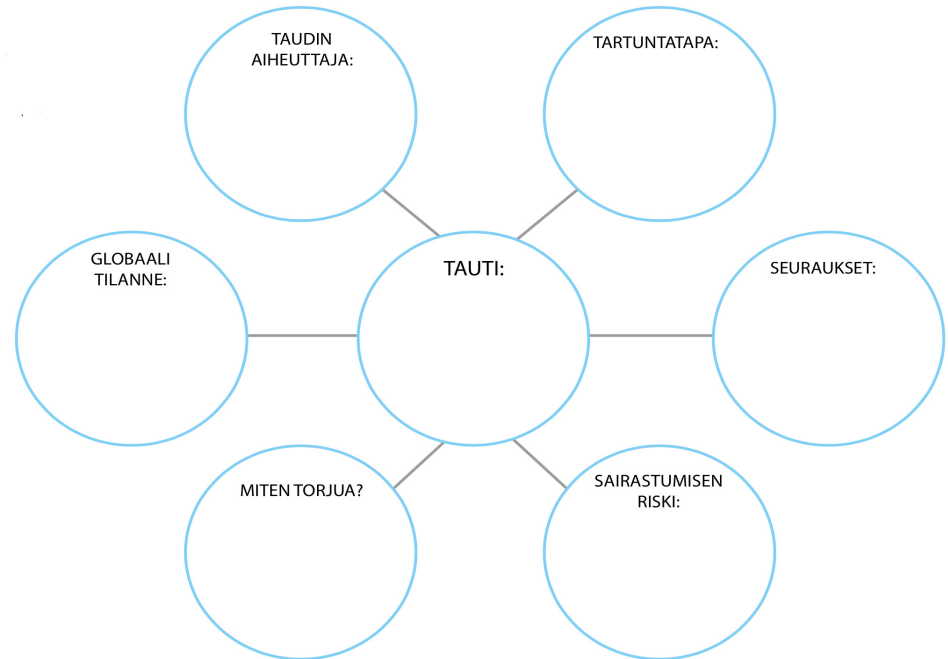 TAUDIN
AIHEUTTAJA:
TARTUNTATAPA:
GLOBAALI
TILANNE:
TAUTI:
SEURAUKSET:
MITEN TORJUA?
SAIRASTUMISEN
RISKI: